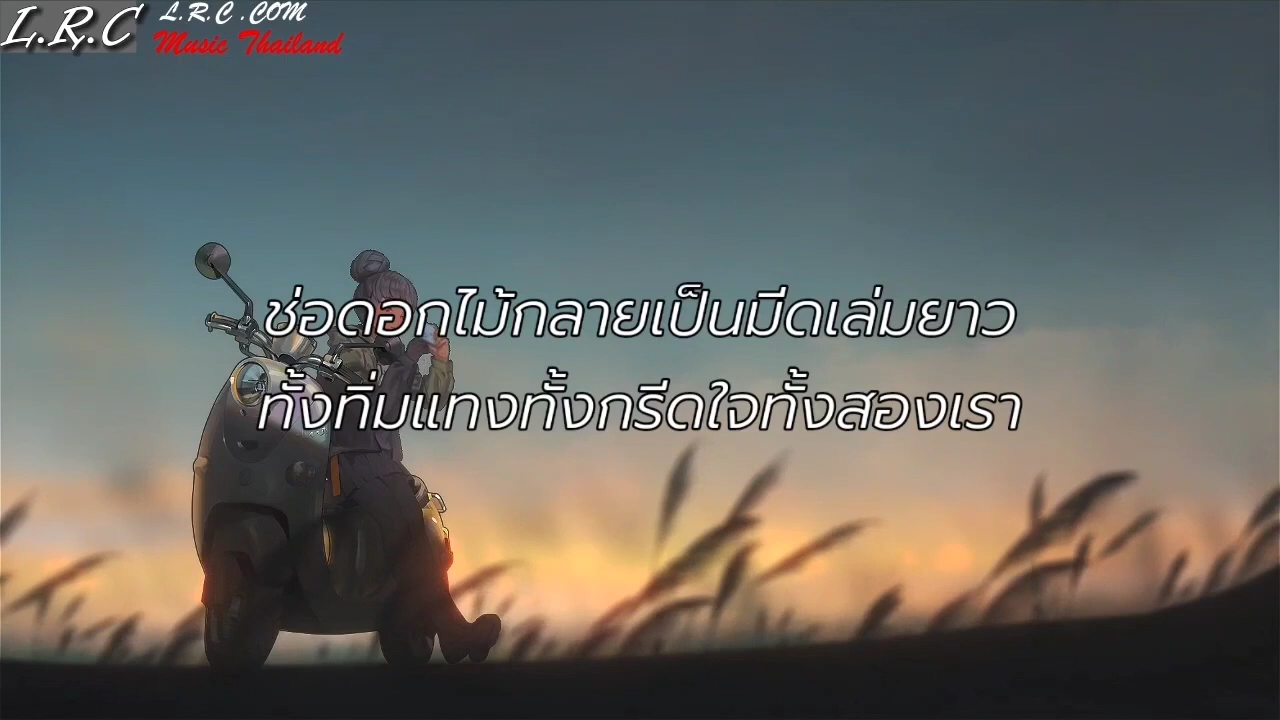 L.R.C
L.R.C .COM
Music Thailand
ช่อดอกไม้กลายเป็นมีดเล่มยาว
ทั้งทิ่มแทงทั้งกรีดใจทั้งสองเรา